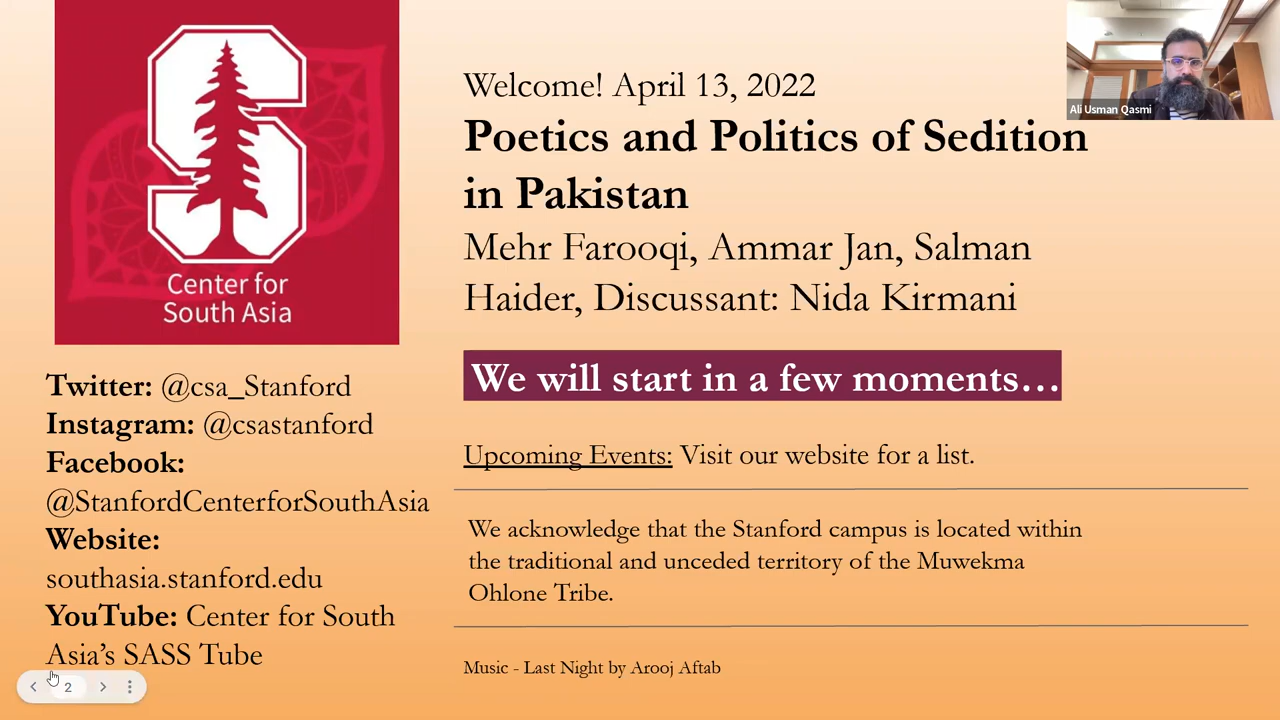 Center for
South Asia
Twitter: @csa_Stanford
Instagram: @csastanford
Facebook:
@StanfordCenterforSouthAsia
Website:
southasia.stanford.edu
YouTube: Center for South
Asia's SASS Tube
2
Welcome! April 13, 2022
Poetics and Politics of Sedition
in Pakistan
Mehr Farooqi, Ammar Jan, Salman
Haider, Discussant: Nida Kirmani
We will start in a few moments…
Upcoming Events: Visit our website for a list.
We acknowledge that the Stanford campus is located within
the traditional and unceded territory of the Muwekma
Ohlone Tribe.
Music - Last Night by Arooj Aftab
Ali Usman Qasmi